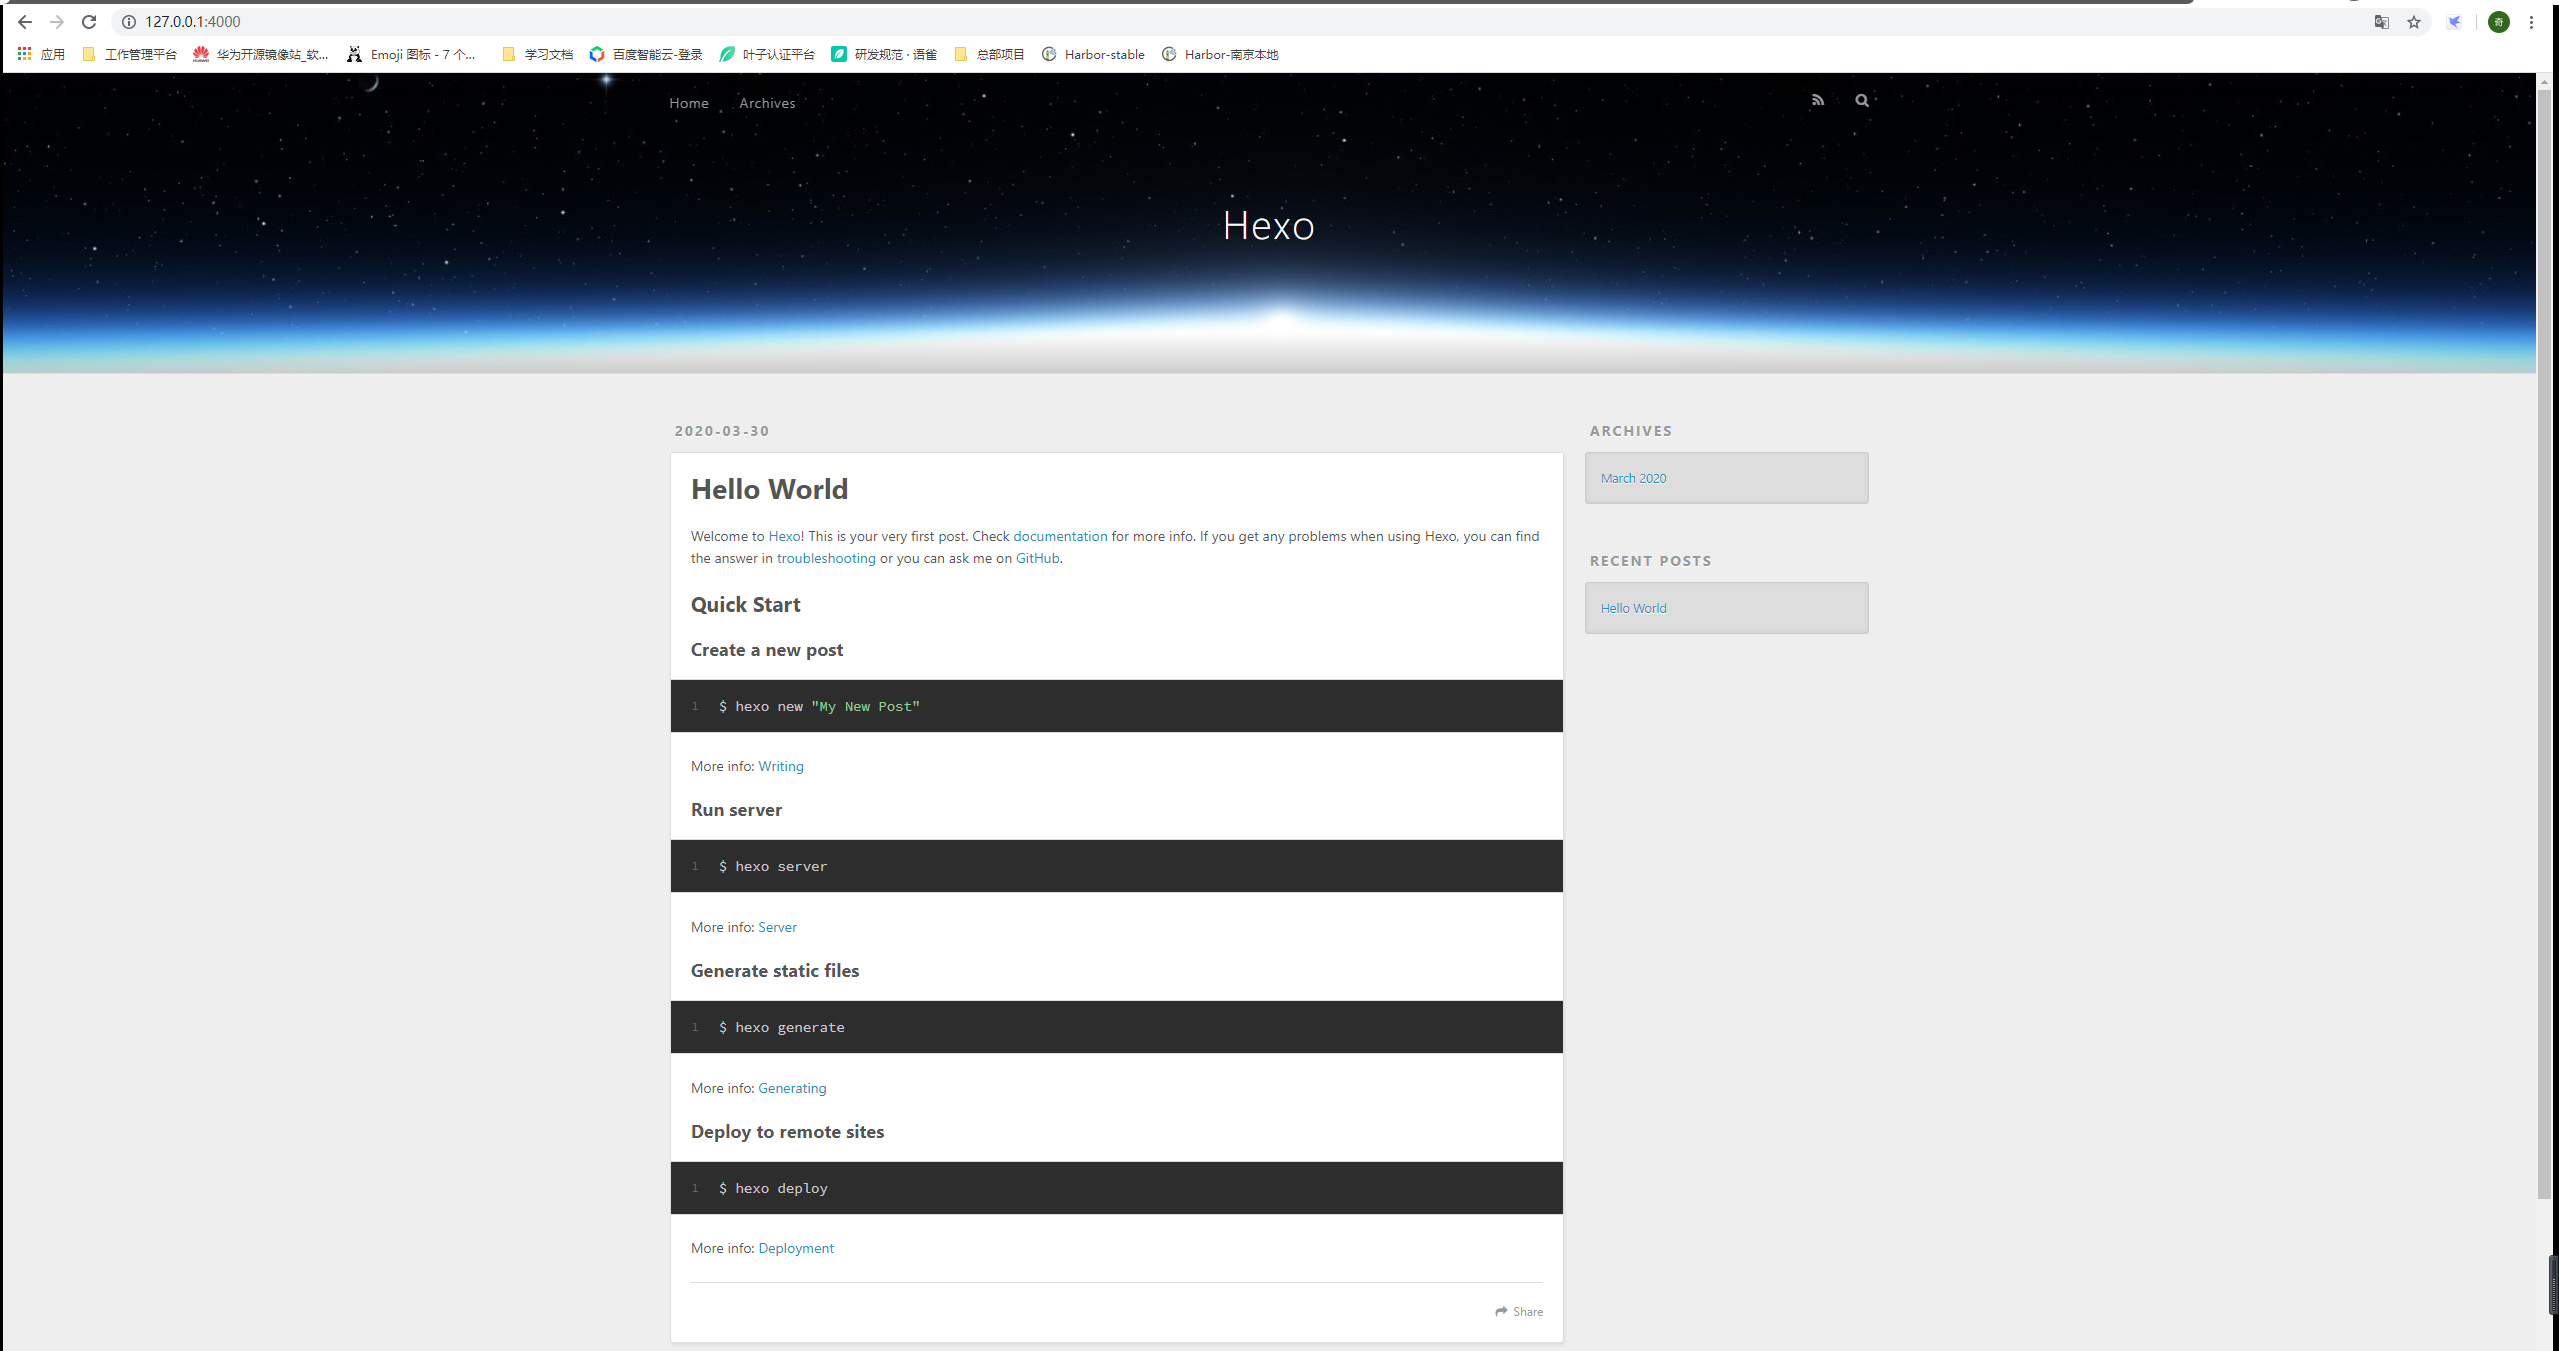 127.0.0.1:4000
应用 工作管理平台 华为开源镜像站_软... Emoji 图标 - 7 个... 学习文档 百度智能云-登录 叶子认证平台 研发规范 · 语雀 总部项目 Harbor-stable Harbor-南京本地
奇
Home Archives
Hexo
2020-03-30
Hello World
Welcome to Hexo! This is your very first post. Check documentation for more info. If you get any problems when using Hexo, you can find
the answer in troubleshooting or you can ask me on GitHub.
Quick Start
Create a new post
1 $ hexo new "My New Post"
More info: Writing
Run server
1 $ hexo server
More info: Server
Generate static files
1 $ hexo generate
More info: Generating
Deploy to remote sites
1 $ hexo deploy
More info: Deployment
Share
ARCHIVES
March 2020
RECENT POSTS
Hello World